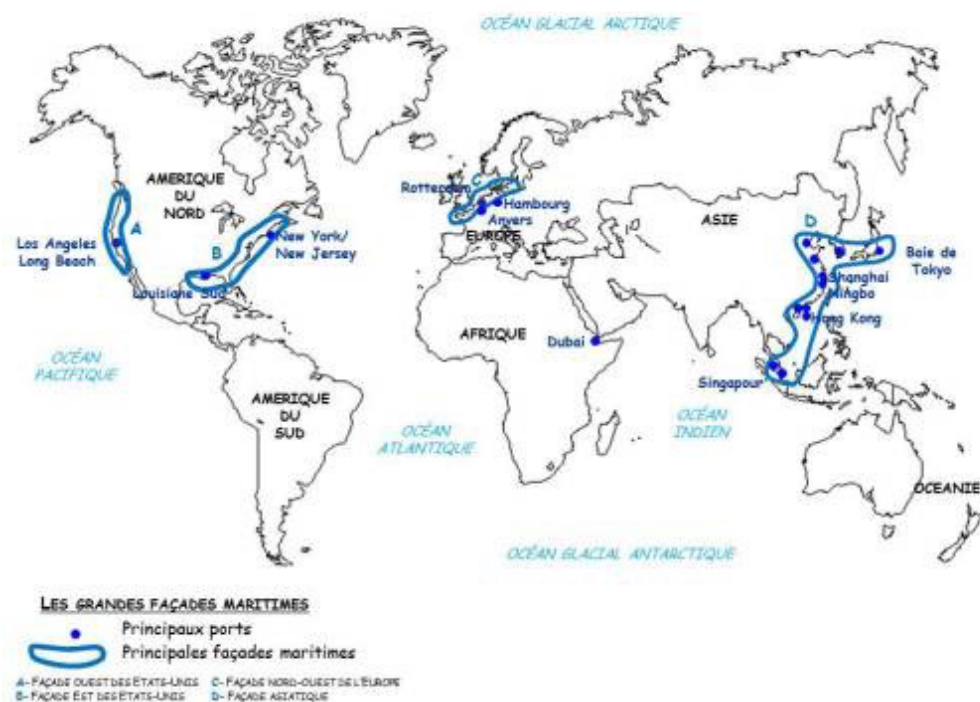 OCÉAN GLACIAL ARCTIQUE
AMERIQUE
DU
NORD
A
Los Angeles
Long Beach
B
New York/
New Jersey
Louisiane Sud
Rotterdam
C
Hambourg
Anvers
EUROPE
ASIE
D
Baie de
Tokyo
Shanghai
Ningbo
Hong Kong
AFRIQUE
Dubai
Singapour
OCÉAN
PACIFIQUE
AMERIQUE
DU
SUD
OCÉAN
ATLANTIQUE
OCÉAN
INDIEN
OCEANIE
OCÉAN GLACIAL ANTARCTIQUE
LES GRANDES FAÇADES MARITIMES
Principaux ports
Principales façades maritimes
A- FAÇADE OUEST DES ETATS-UNIS C- FAÇADE NORD-OUEST DE L'EUROPE
B- FAÇADE EST DES ETATS-UNIS D- FAÇADE ASIATIQUE